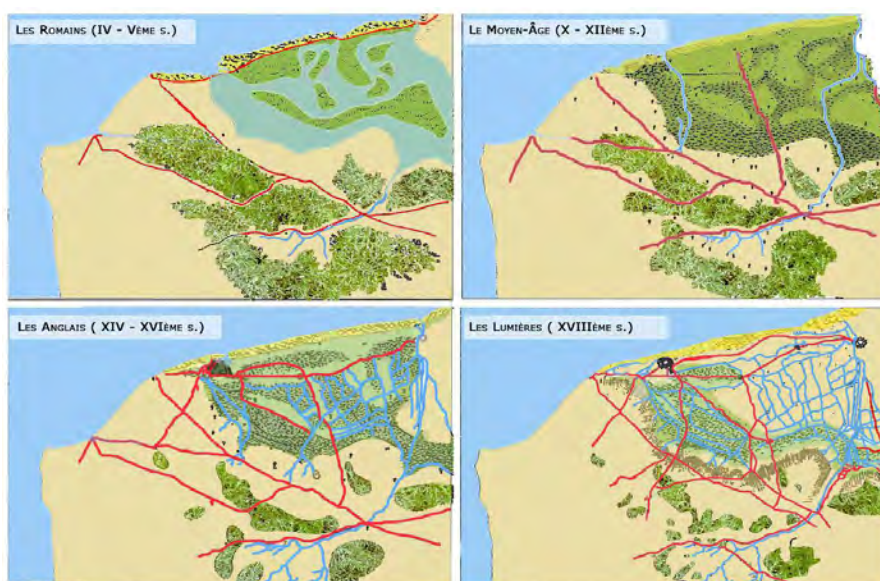 Les Romains (IV - Vème s.)
Le Moyen-Âge (X - XIIème s.)
Les Anglais ( XIV - XVIème s.)
Les Lumières ( XVIIIème s.)